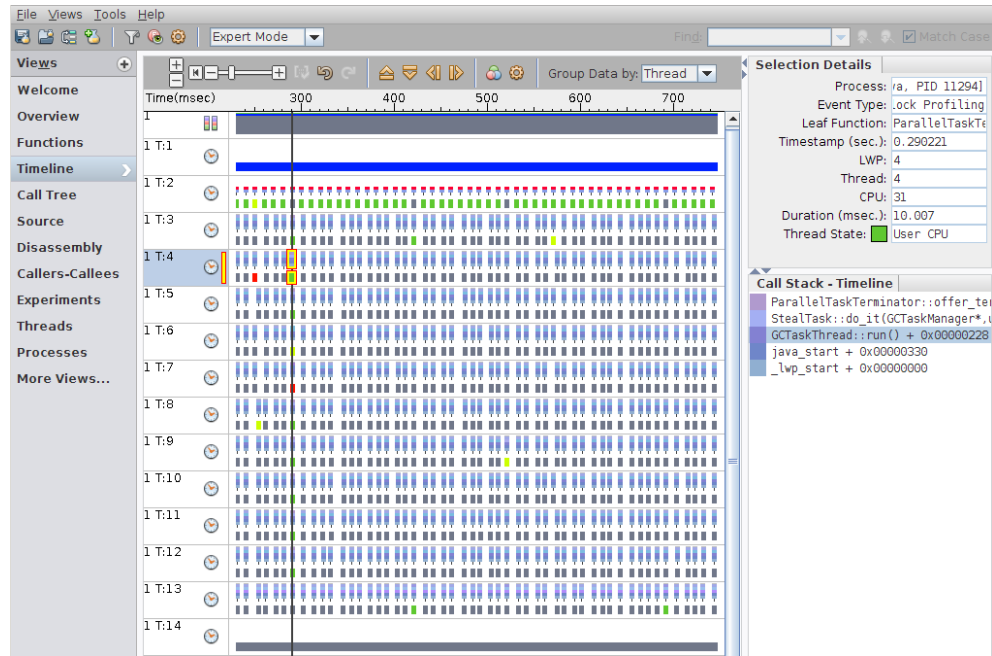 File Views Tools Help
Expert Mode
Find:
Match Case
Views
Welcome
Overview
Functions
Timeline
Call Tree
Source
Disassembly
Callers-Callees
Experiments
Threads
Processes
More Views...
Group Data by: Thread
Time(msec) 300 400 500 600 700
1
1 T:1
1 T:2
1 T:3
1 T:4
1 T:5
1 T:6
1 T:7
1 T:8
1 T:9
1 T:10
1 T:11
1 T:12
1 T:13
1 T:14
Selection Details
Process: va, PID 11294]
Event Type: Lock Profiling
Leaf Function: ParallelTaskTe
Timestamp (sec.): 0.290221
LWP: 4
Thread: 4
CPU: 31
Duration (msec.): 10.007
Thread State: User CPU
Call Stack - Timeline
ParallelTaskTerminator::offer_ter
StealTask::do_it(GCTaskManager*,u
GCTaskThread::run() + 0x00000228
java_start + 0x00000330
_lwp_start + 0x00000000